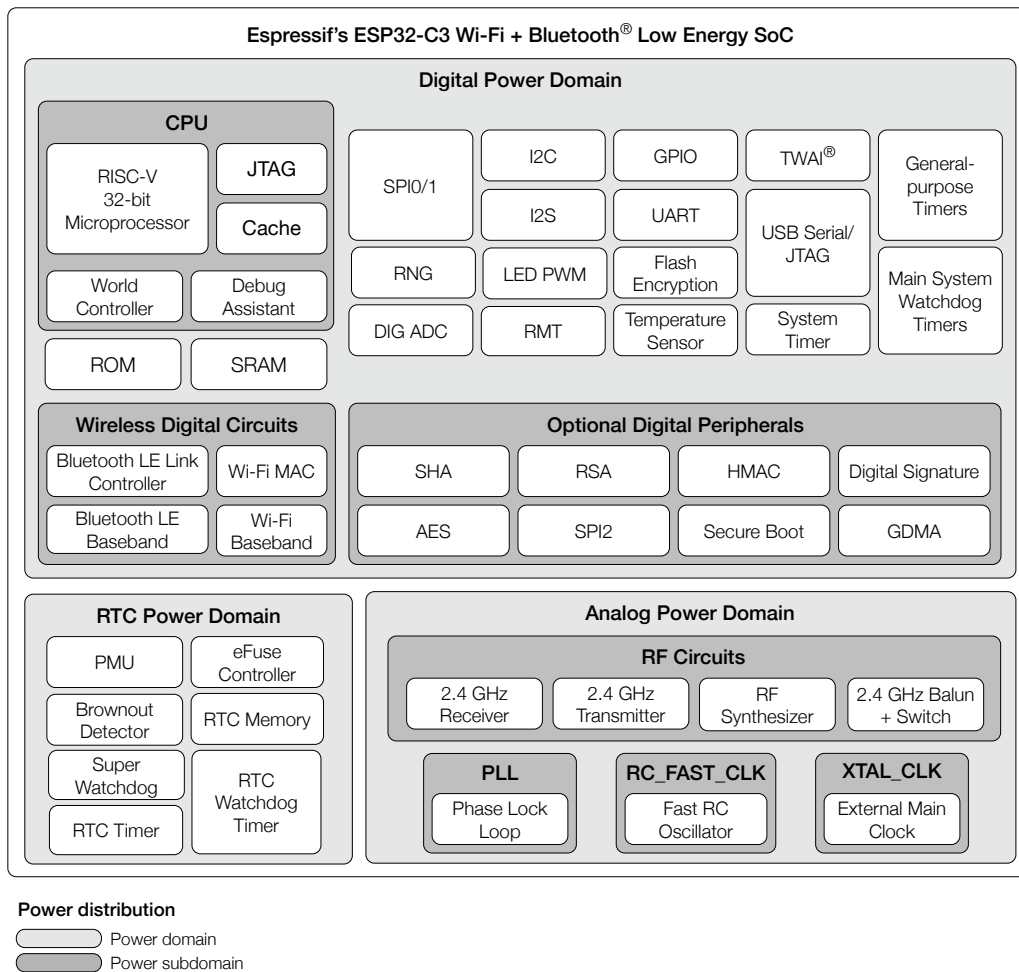 Espressif's ESP32-C3 Wi-Fi + Bluetooth® Low Energy SoC
Digital Power Domain
CPU
RISC-V
32-bit
Microprocessor
JTAG
Cache
World
Controller
Debug
Assistant
ROM
SRAM
SPI0/1
I2C
GPIO
TWAI®
General-
purpose
Timers
I2S
UART
USB Serial/
JTAG
RNG
LED PWM
Flash
Encryption
Main System
Watchdog
Timers
DIG ADC
RMT
Temperature
Sensor
System
Timer
Wireless Digital Circuits
Bluetooth LE Link
Controller
Wi-Fi MAC
Bluetooth LE
Baseband
Wi-Fi
Baseband
Optional Digital Peripherals
SHA
RSA
HMAC
Digital Signature
AES
SPI2
Secure Boot
GDMA
RTC Power Domain
PMU
eFuse
Controller
Brownout
Detector
RTC Memory
Super
Watchdog
RTC
Watchdog
Timer
RTC Timer
Analog Power Domain
RF Circuits
2.4 GHz
Receiver
2.4 GHz
Transmitter
RF
Synthesizer
2.4 GHz Balun
+ Switch
PLL
Phase Lock
Loop
RC_FAST_CLK
Fast RC
Oscillator
XTAL_CLK
External Main
Clock
Power distribution
Power domain
Power subdomain